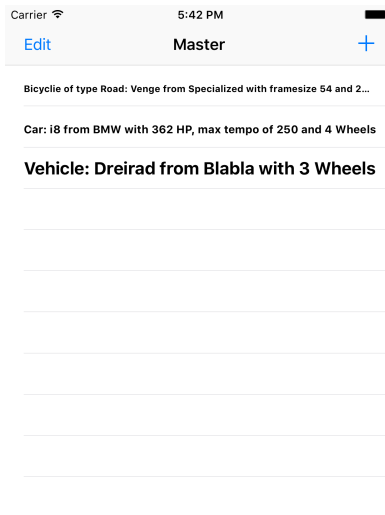 Carrier 5:42 PM
Edit Master +
Bicyclie of type Road: Venge from Specialized with framesize 54 and 2...
Car: i8 from BMW with 362 HP, max tempo of 250 and 4 Wheels
Vehicle: Dreirad from Blabla with 3 Wheels